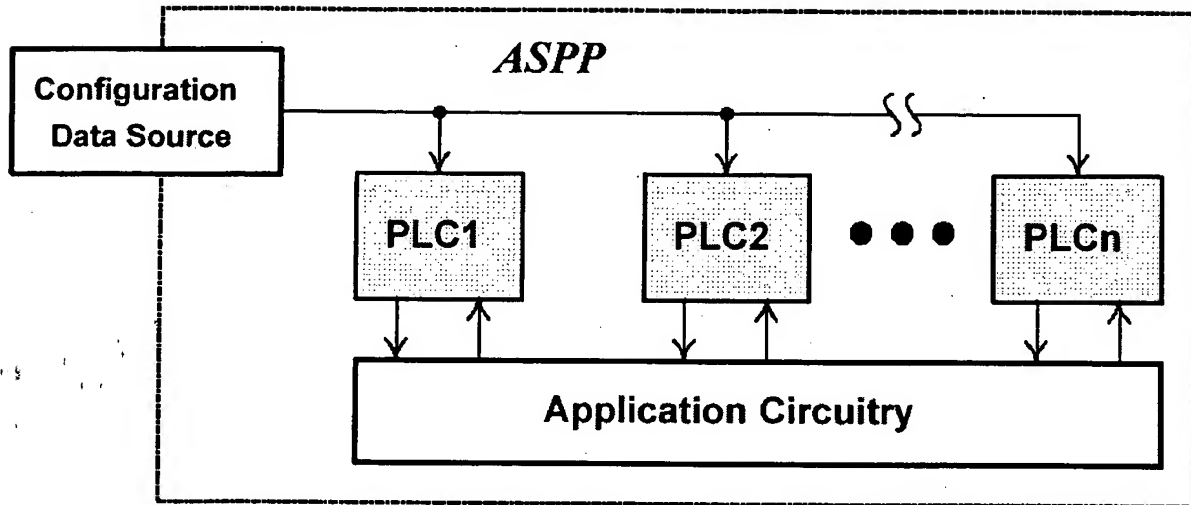 ASPP
Configuration
Data Source
PLC1
PLC2
PLCn
Application Circuitry